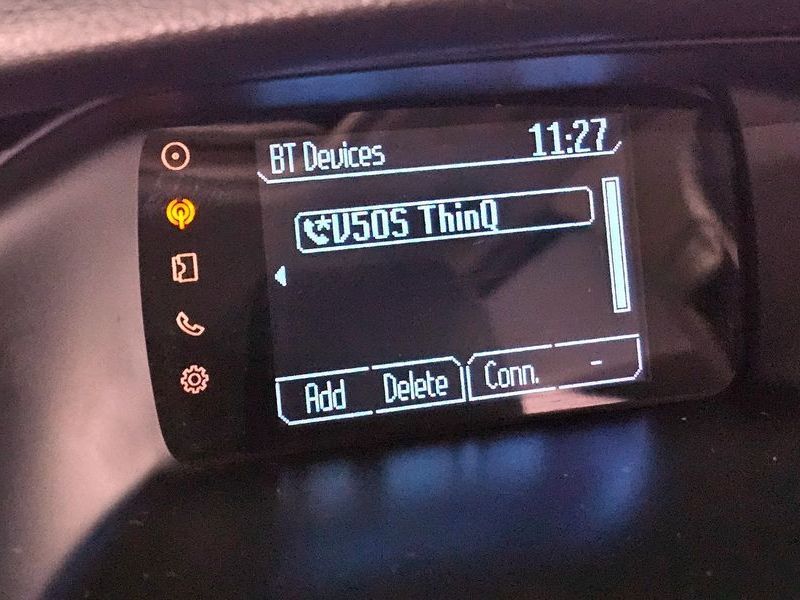 BT Devices 11:27
*V50S ThinQ
Add Delete Conn. -